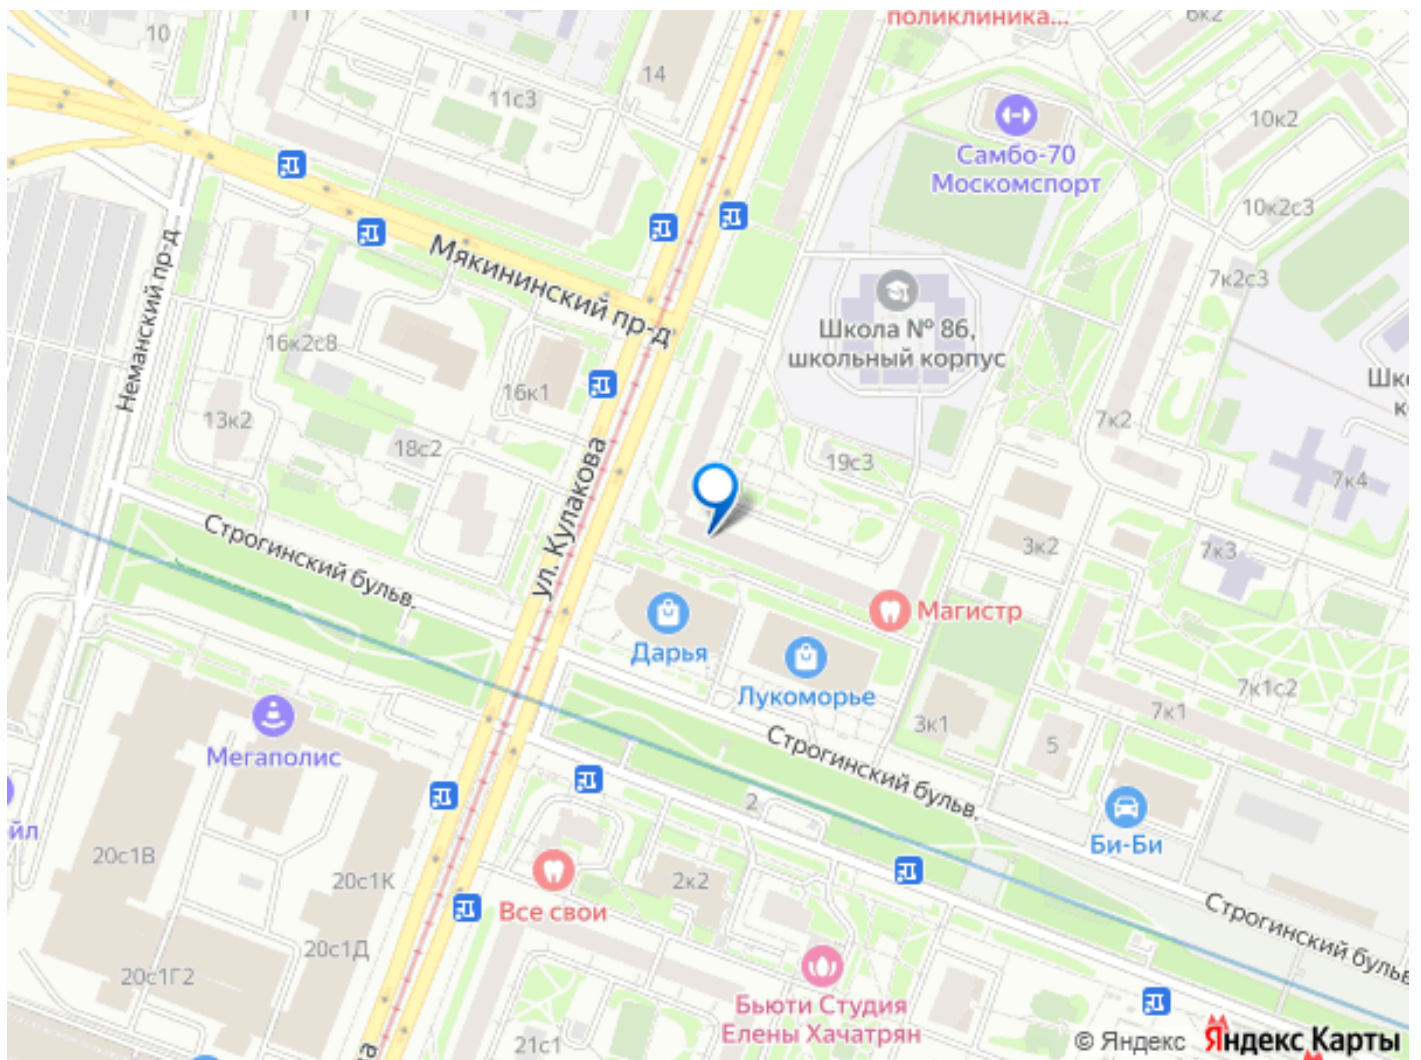 поликлиника...
6к2
10
11
14
11с3
10к2
Самбо-70
Москомспорт
10к2с3
Мякининский пр-д
7к2с3
Неманский пр-д
Школа № 86,
школьный корпус
16к2с8
16к1
13к2
18с2
ул. Кулакова
19с3
7к2
7к4
3к2
7к3
Строгинский бульв.
Магистр
Дарья
Лукоморье
7к1с2
7к1
3к1
5
Мегаполис
Строгинский бульв.
2
Би-Би
20с1В
20с1К
2к2
Все свои
Строгинский бульв.
20с1Д
20с1Г2
Бьюти Студия
Елены Хачатрян
21с1
© Яндекс Яндекс Карты